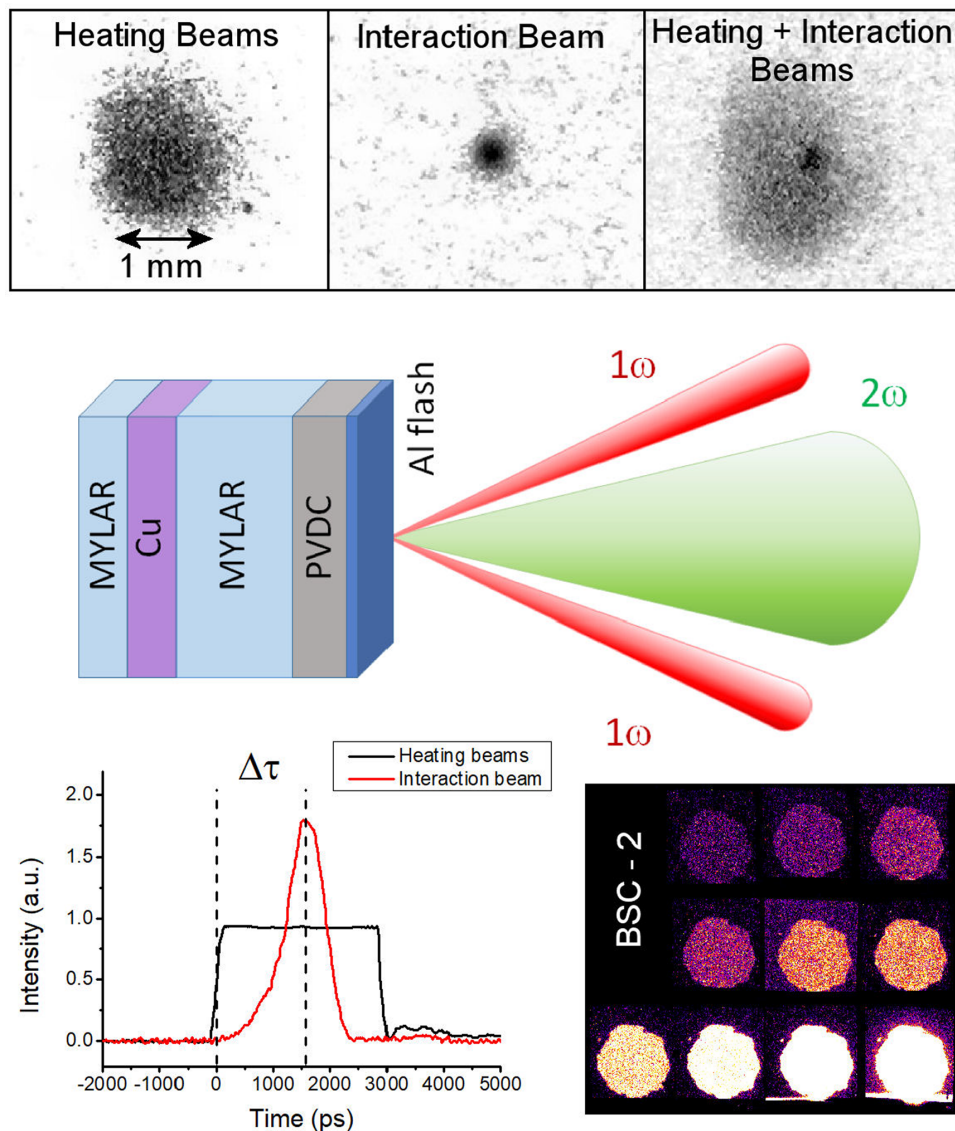 Heating Beams
Interaction Beam
Heating + Interaction
Beams
1 mm
1ω
2ω
Al flash
MYLAR
Cu
MYLAR
PVDC
1ω
Δτ
Heating beams
Interaction beam
2.0
1.5
1.0
0.5
0.0
Intensity (a.u.)
-2000
-1000
0
1000
2000
3000
4000
5000
Time (ps)
BSC - 2